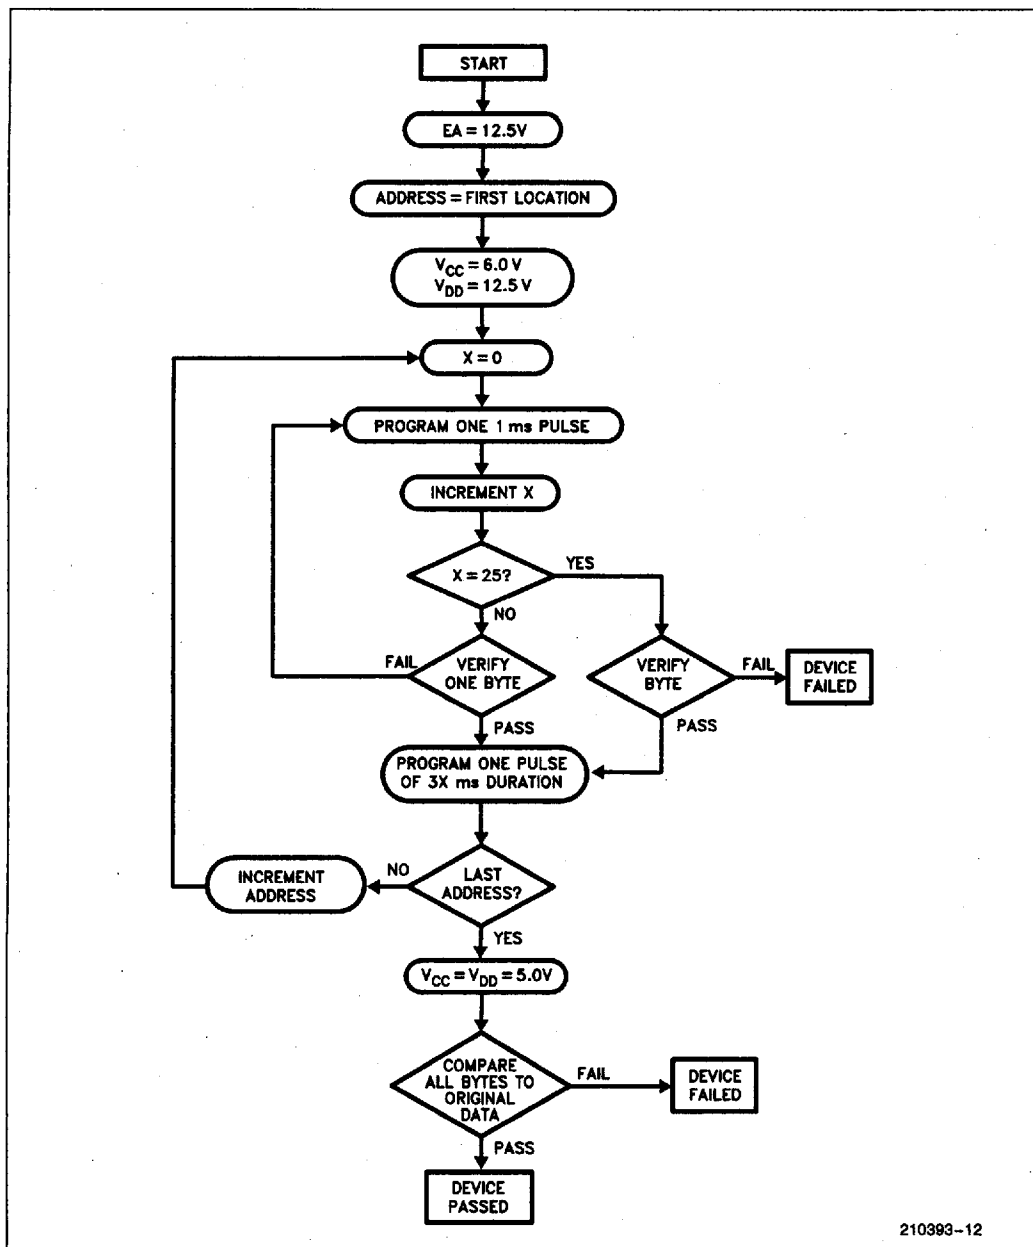 START
EA = 12.5V
ADDRESS = FIRST LOCATION
VCC = 6.0 V
VDD = 12.5 V
X = 0
PROGRAM ONE 1 ms PULSE
INCREMENT X
X = 25?
YES
NO
VERIFY
ONE BYTE
FAIL
VERIFY
BYTE
FAIL
DEVICE
FAILED
PASS
PASS
PROGRAM ONE PULSE
OF 3X ms DURATION
LAST
ADDRESS?
NO
INCREMENT
ADDRESS
YES
VCC = VDD = 5.0V
COMPARE
ALL BYTES TO
ORIGINAL
DATA
FAIL
DEVICE
FAILED
PASS
DEVICE
PASSED
210393-12